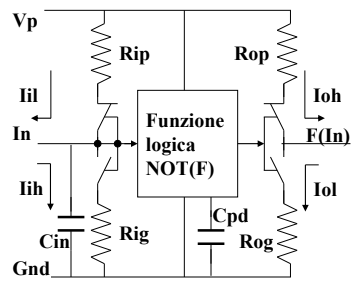 Vp
Rip
Rop
Iil
Ioh
Funzione
logica
NOT(F)
In
F(In)
Iih
Iol
Cin
Rig
Cpd
Rog
Gnd